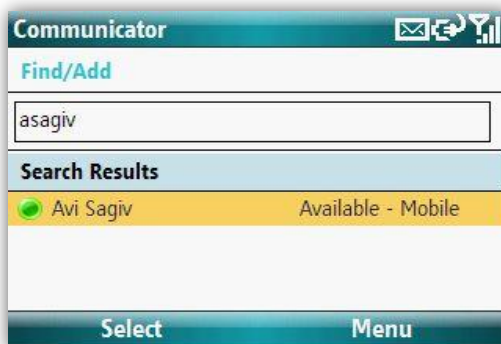 Communicator
Find/Add
asagiv
Search Results
Avi Sagiv Available - Mobile
Select Menu